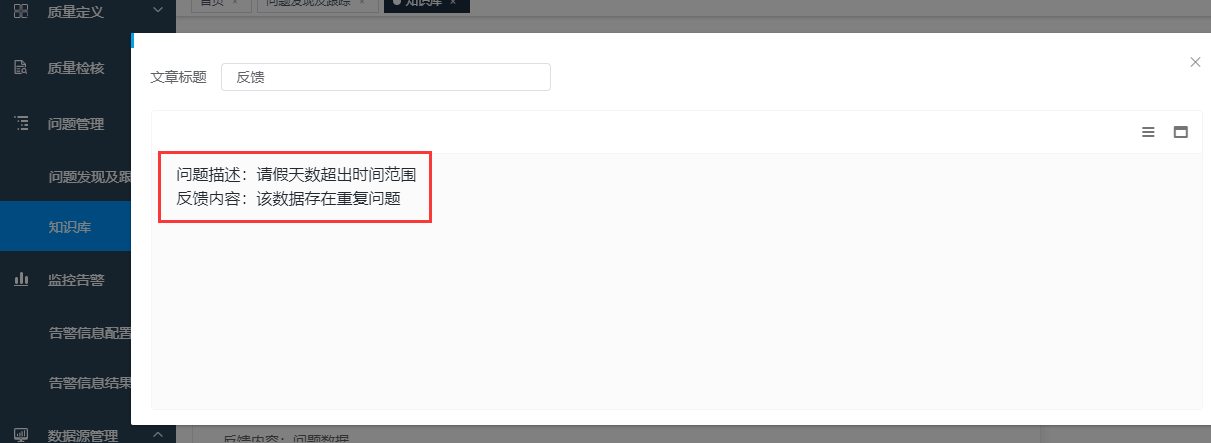 质量定义
首页
问题发现及跟踪
知识库
质量检核
问题管理
问题发现及跟
知识库
监控告警
告警信息配置
告警信息结果
数据源管理
文章标题
反馈
问题描述：请假天数超出时间范围
反馈内容：该数据存在重复问题
反馈内容：问题数据